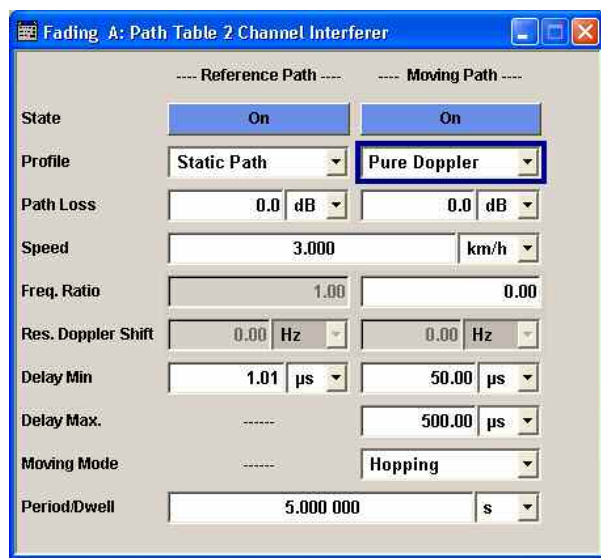 Fading A: Path Table 2 Channel Interferer
---- Reference Path ---- ---- Moving Path ----
State On On
Profile Static Path Pure Doppler
Path Loss 0.0 dB 0.0 dB
Speed 3.000 km/h
Freq. Ratio 1.00 0.00
Res. Doppler Shift 0.00 Hz 0.00 Hz
Delay Min 1.01 µs 50.00 µs
Delay Max. ------ 500.00 µs
Moving Mode ------ Hopping
Period/Dwell 5.000 000 s